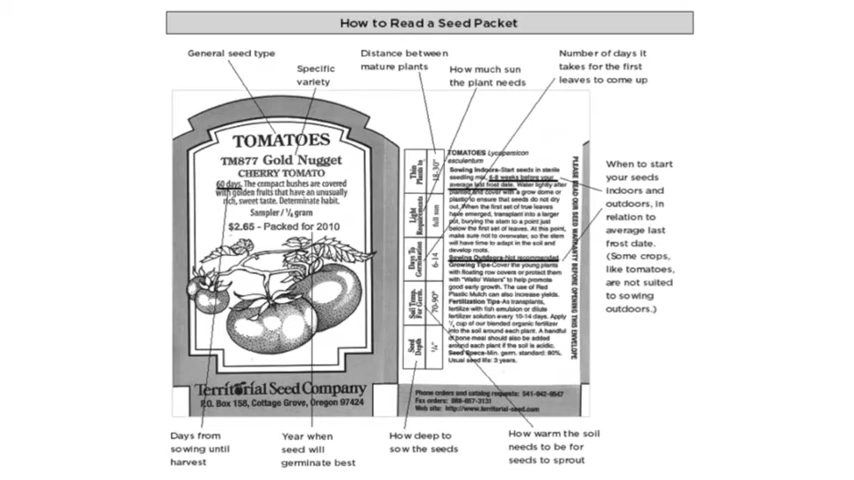 How to Read a Seed Packet
General seed type
Specific
variety
Distance between
mature plants
How much sun
the plant needs
Number of days it
takes for the first
leaves to come up
TOMATOES
TM877 Gold Nugget
CHERRY TOMATO
60 days. The compact bushes are covered
with golden fruits that have an unusually
rich, sweet taste. Determinate habit.
Sampler / ¼ gram
$2.65 - Packed for 2010
Territorial Seed Company
P.O. Box 158, Cottage Grove, Oregon 97424
Thin
Plants to
18-30"
Light
Requirements
full sun
Days To
Germination
6-14
Soil Temp.
For Germ.
70-90°
Seed
Depth
¼"
TOMATOES Lycopersicon
esculentum
Sowing Indoors-Start seeds in sterile
seedling mix, 6-8 weeks before your
average last frost date. Water lightly after
planted and cover with a grow dome or
plastic to ensure that seeds do not dry
out. When the first set of true leaves
have emerged, transplant into a larger
pot, burying the stem to a point just
below the first set of leaves. At this point,
make sure not to overwater, so the stem
will have time to adapt in the soil and
develop roots.
Sowing Outdoors-Not recommended.
Growing Tips-Cover the young plants
with floating row covers or protect them
with "Wallo' Waters" to help promote
good early growth. The use of Red
Plastic Mulch can also increase yields.
Fertilization Tips-As transplants,
fertilize with fish emulsion or dilute
fertilizer solution every 10-14 days. Apply
cup of our blended organic fertilizer
into the soil around each plant. A handful
of bone meal should also be added
around each plant if the soil is acidic.
Seed Specs-Min. germ. standard: 80%.
Usual seed life: 3 years.
PLEASE READ OUR SEED WARRANTY BEFORE OPENING THIS ENVELOPE.
Phone orders and catalog requests: 541-942-9547
Fax orders: 888-657-3131
Web site: http://www.territorial-seed.com
When to start
your seeds
indoors and
outdoors, in
relation to
average last
frost date.
(Some crops,
like tomatoes,
are not suited
to sowing
outdoors.)
Days from
sowing until
harvest
Year when
seed will
germinate best
How deep to
sow the seeds
How warm the soil
needs to be for
seeds to sprout